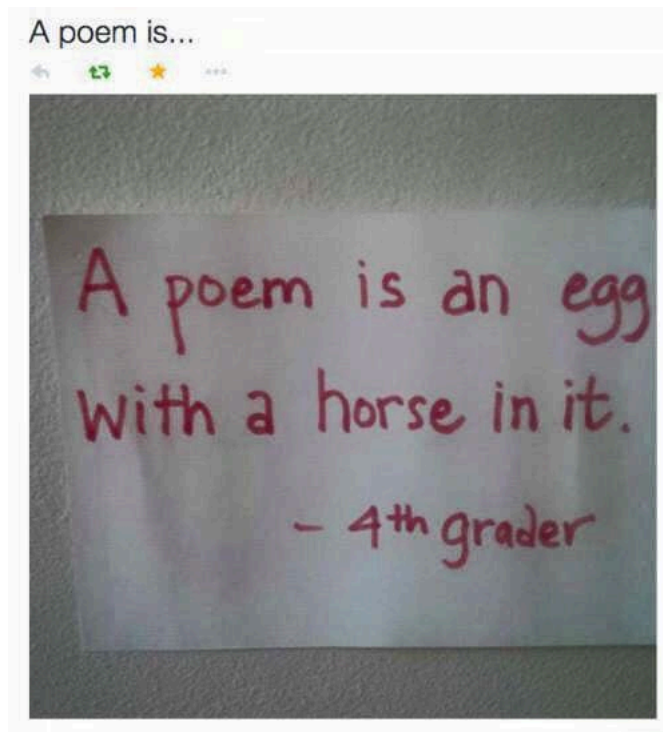 A poem is...
A poem is an egg
with a horse in it.
- 4th grader